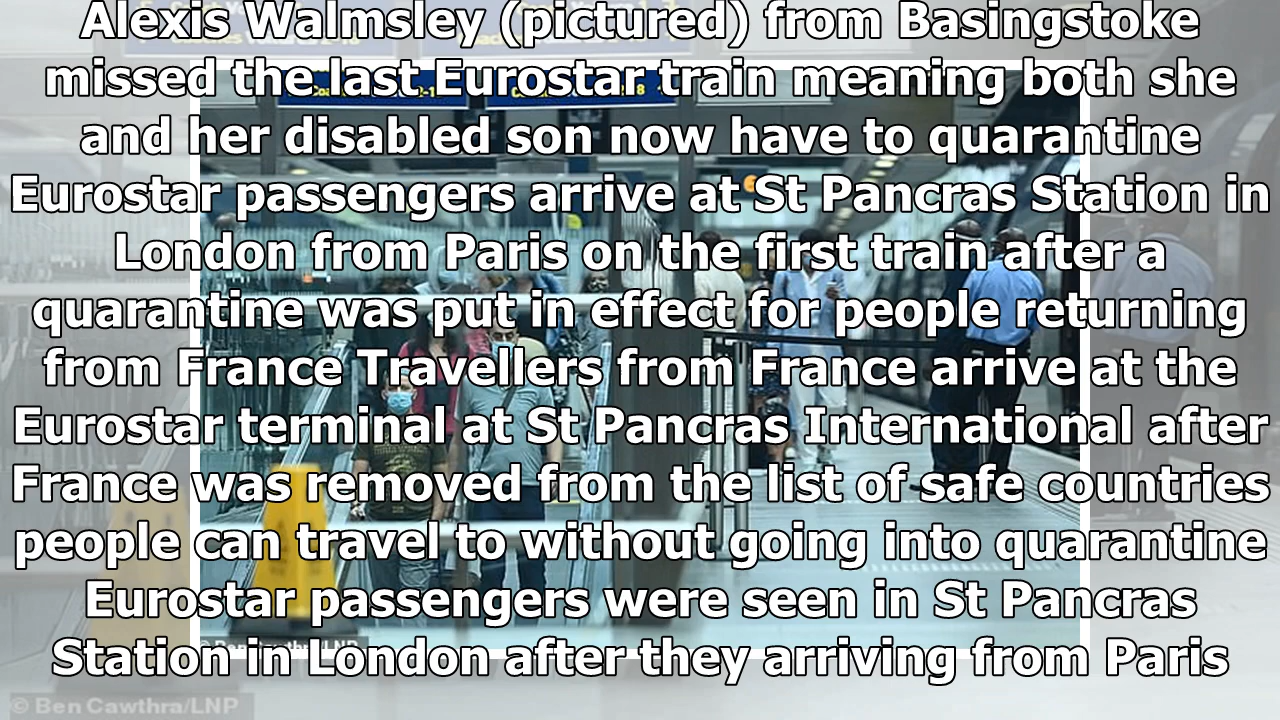 Alexis Walmsley (pictured) from Basingstoke
missed the last Eurostar train meaning both she
and her disabled son now have to quarantine
Eurostar passengers arrive at St Pancras Station in
London from Paris on the first train after a
quarantine was put in effect for people returning
from France Travellers from France arrive at the
Eurostar terminal at St Pancras International after
France was removed from the list of safe countries
people can travel to without going into quarantine
Eurostar passengers were seen in St Pancras
Station in London after they arriving from Paris
© Ben Cawthra/LNP